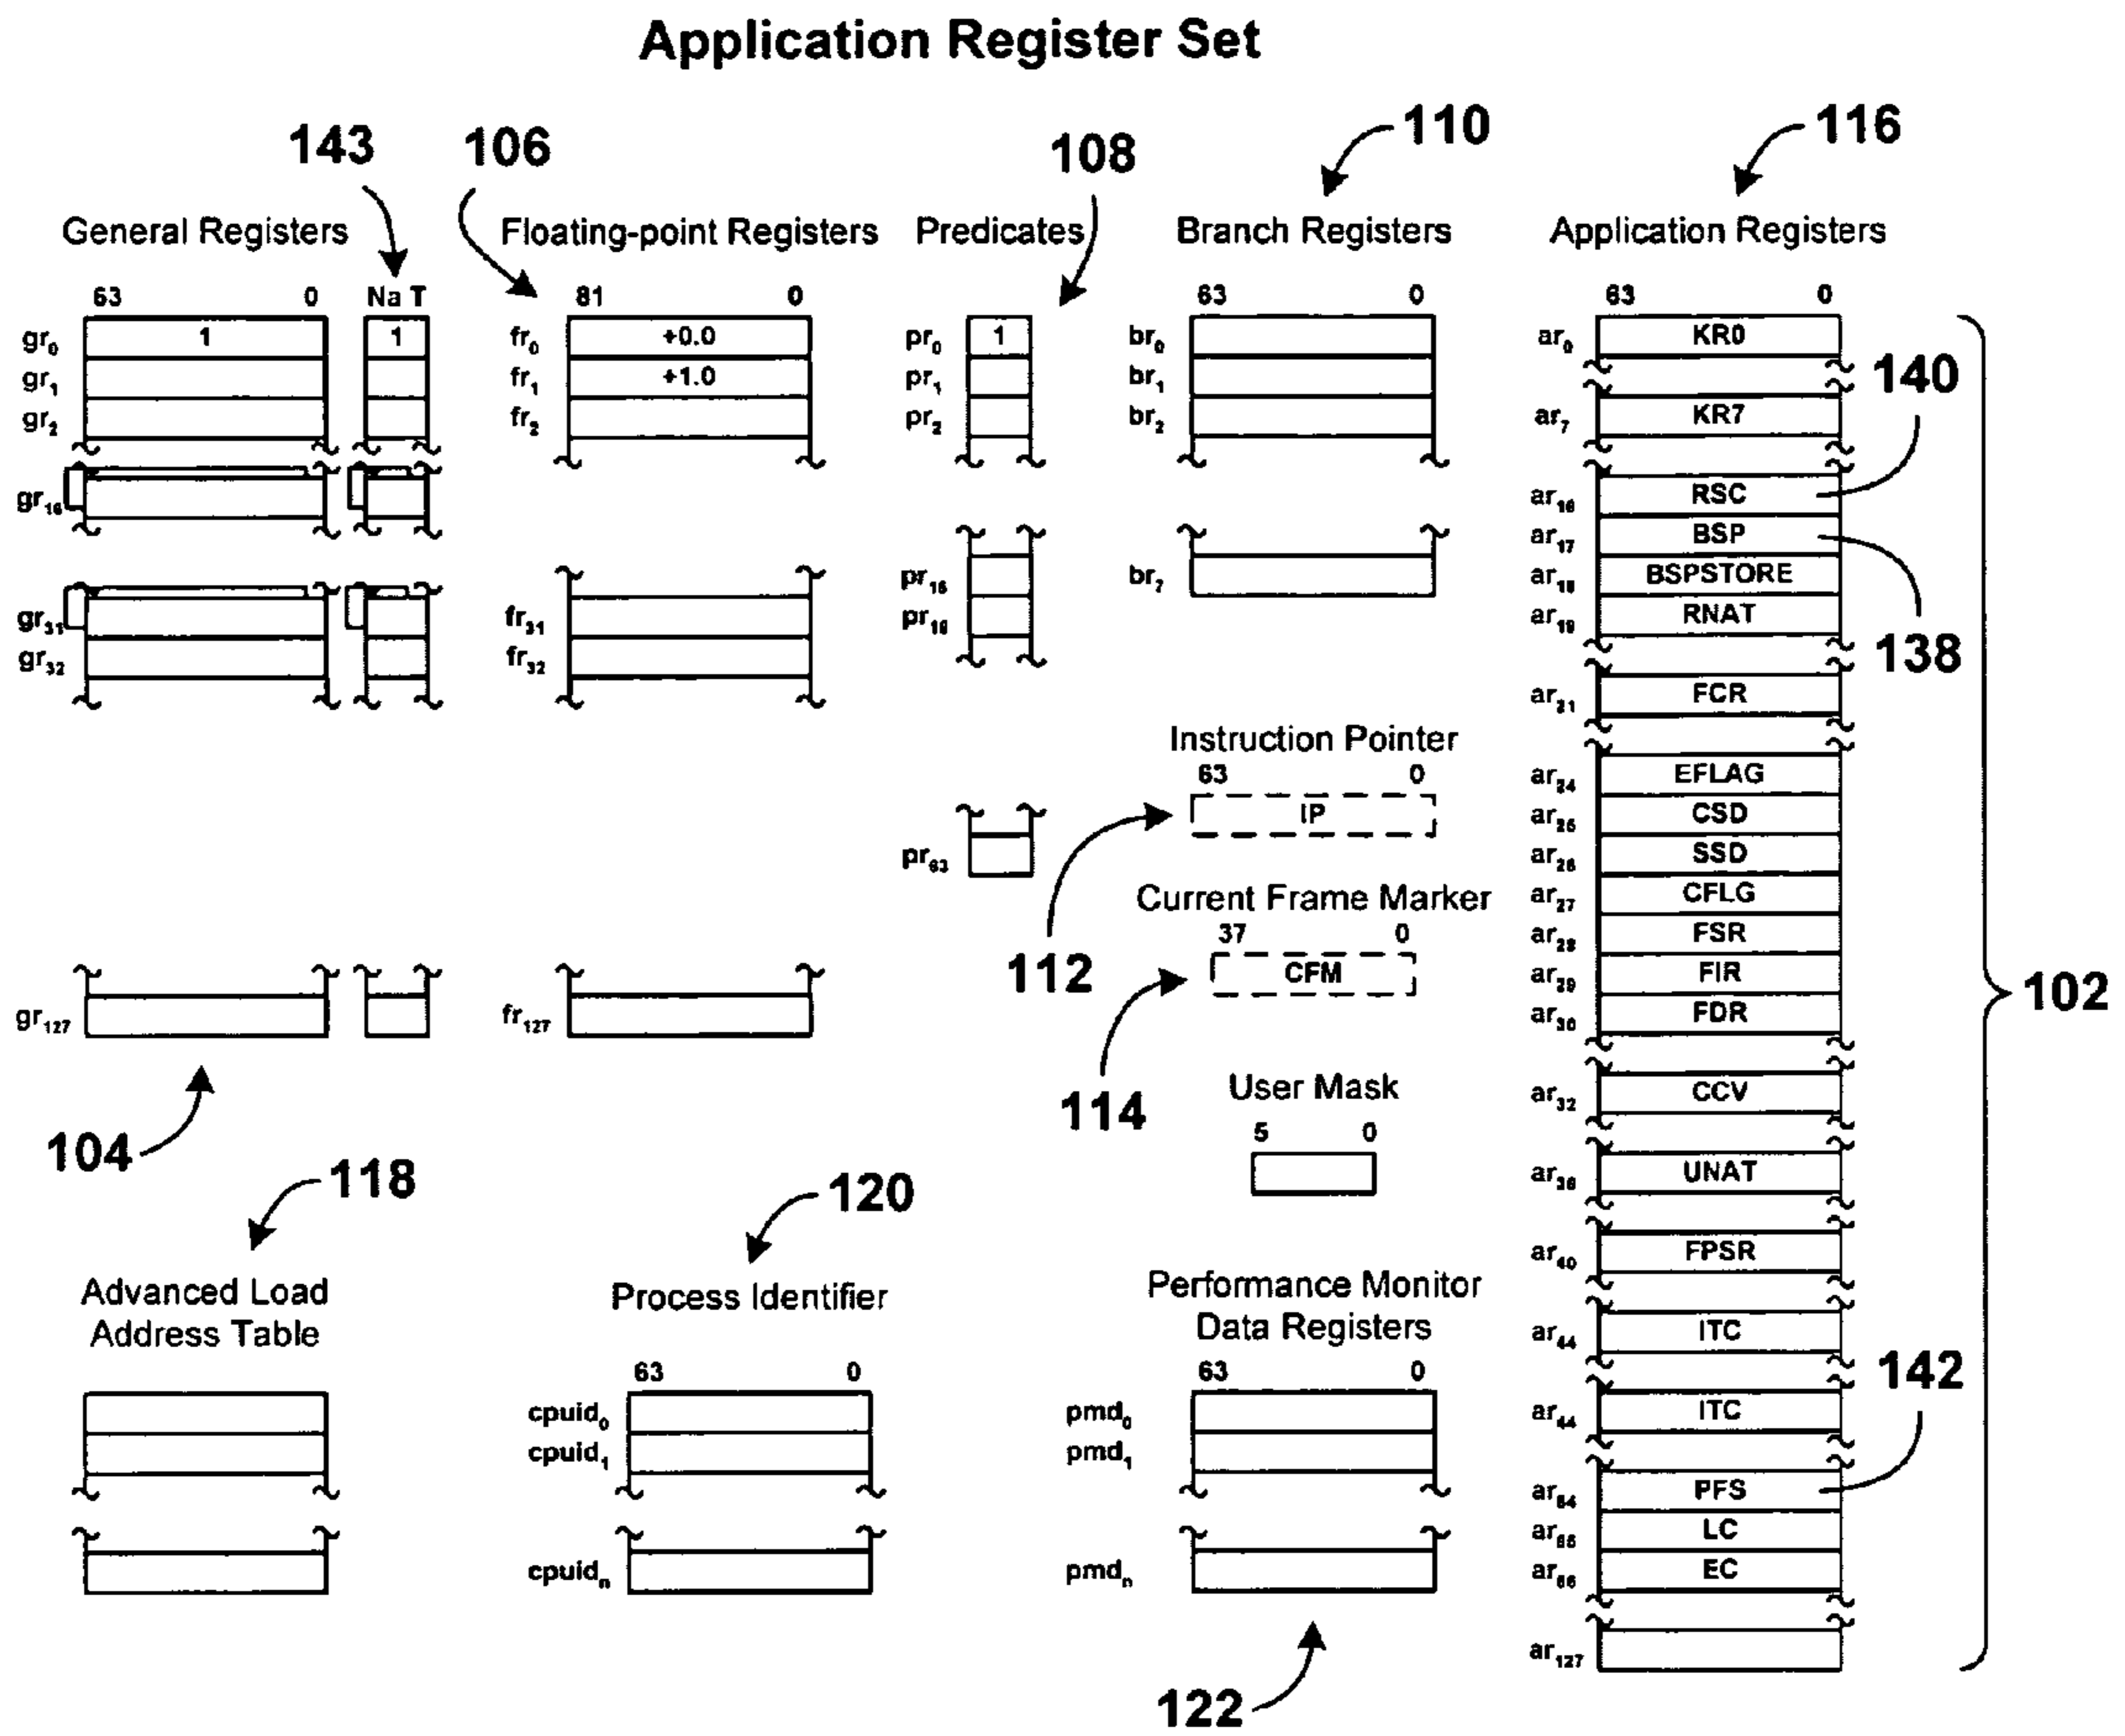 Application Register Set
143 106 108 110 116
General Registers Floating-point Registers Predicates Branch Registers Application Registers
63 0 NaT 81 0 63 0 63 0
gr0 1 1 fr0 +0.0 pr0 1 br0 ar0 KR0
gr1 fr1 +1.0 pr1 br1
140
gr2 fr2 pr2 br2 ar7 KR7
gr16 ar16 RSC
ar17 BSP
pr15 br7 ar18 BSPSTORE
gr31 fr31 pr16 ar19 RNAT
gr32 fr32 138
ar21 FCR
Instruction Pointer
63 0 ar24 EFLAG
IP ar25 CSD
pr63 ar26 SSD
Current Frame Marker ar27 CFLG
37 0 ar28 FSR
112 CFM ar29 FIR
102
gr127 fr127 ar30 FDR
User Mask ar32 CCV
114
5 0
104
118 120 ar36 UNAT
ar40 FPSR
Advanced Load Process Identifier Performance Monitor
Address Table Data Registers ar44 ITC
63 0 63 0 142
cpuid0 pmd0 ar44 ITC
cpuid1 pmd1
ar64 PFS
ar65 LC
cpuidn pmdn ar66 EC
ar127
122